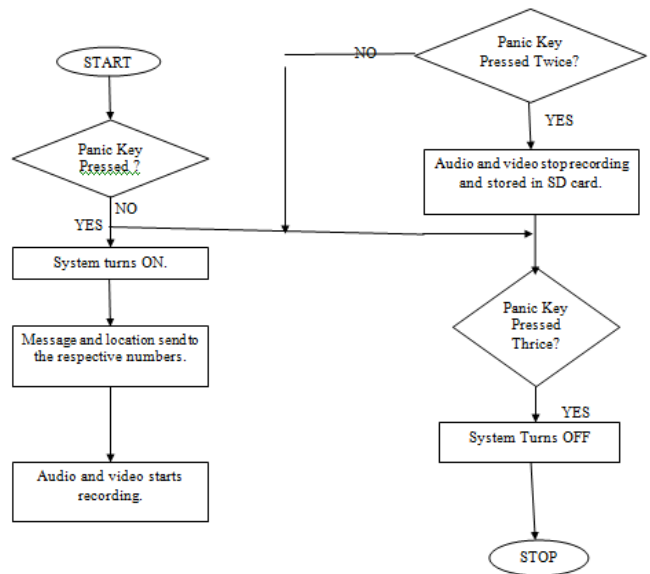 START
Panic Key
Pressed ?
NO
YES
System turns ON.
Message and location send to
the respective numbers.
Audio and video starts
recording.
NO
Panic Key
Pressed Twice?
YES
Audio and video stop recording
and stored in SD card.
Panic Key
Pressed
Thrice?
YES
System Turns OFF
STOP